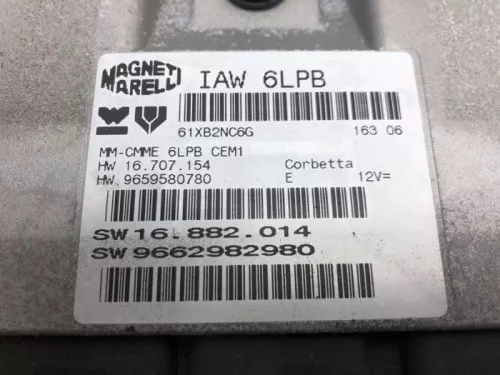 MAGNETI
MARELLI
IAW 6LPB
61XB2NC6G 163 06
MM-CMME 6LPB CEM1
HW 16.707.154 Corbetta
HW 9659580780 E 12V=
SW 16.882.014
SW 9662982980